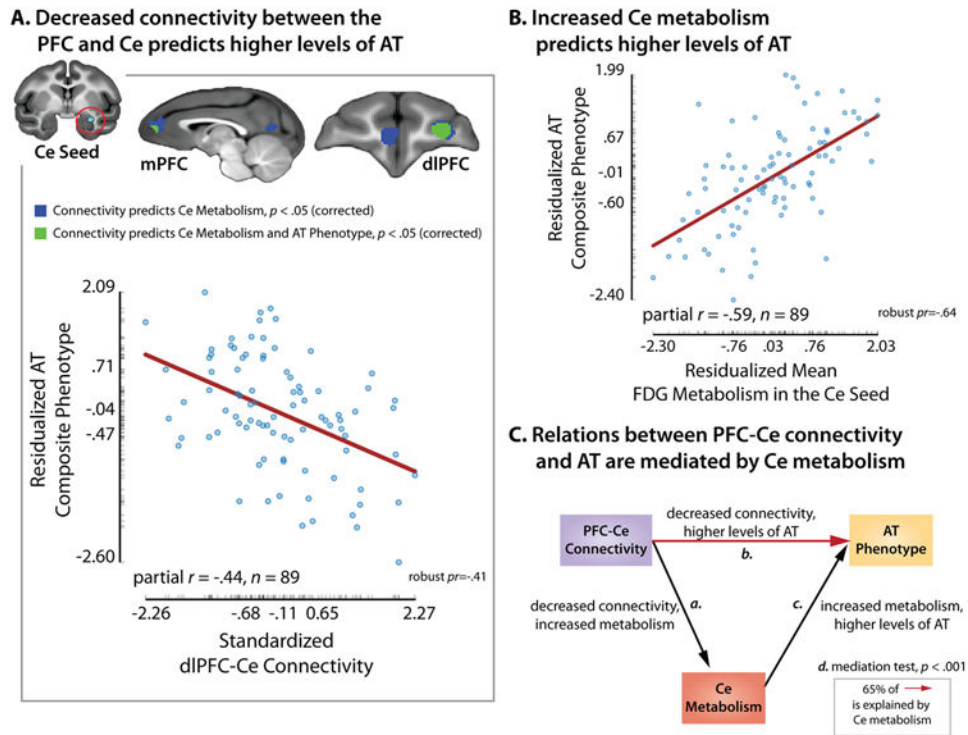 A. Decreased connectivity between the
PFC and Ce predicts higher levels of AT
Ce Seed
mPFC
dlPFC
Connectivity predicts Ce Metabolism, p < .05 (corrected)
Connectivity predicts Ce Metabolism and AT Phenotype, p < .05 (corrected)
Residualized AT
Composite Phenotype
2.09
.71
-.04
-.47
-2.60
partial r = -.44, n = 89
robust pr=-.41
-2.26
-.68
-.11
0.65
2.27
Standardized
dlPFC-Ce Connectivity
B. Increased Ce metabolism
predicts higher levels of AT
Residualized AT
Composite Phenotype
1.99
.67
-.01
-.60
-2.40
partial r = -.59, n = 89
robust pr=-.64
-2.30
-.76
.03
.76
2.03
Residualized Mean
FDG Metabolism in the Ce Seed
C. Relations between PFC-Ce connectivity
and AT are mediated by Ce metabolism
PFC-Ce
Connectivity
decreased connectivity,
higher levels of AT
b.
AT
Phenotype
decreased connectivity,
increased metabolism
a.
c.
increased metabolism,
higher levels of AT
Ce
Metabolism
d. mediation test, p < .001
65% of
is explained by
Ce metabolism